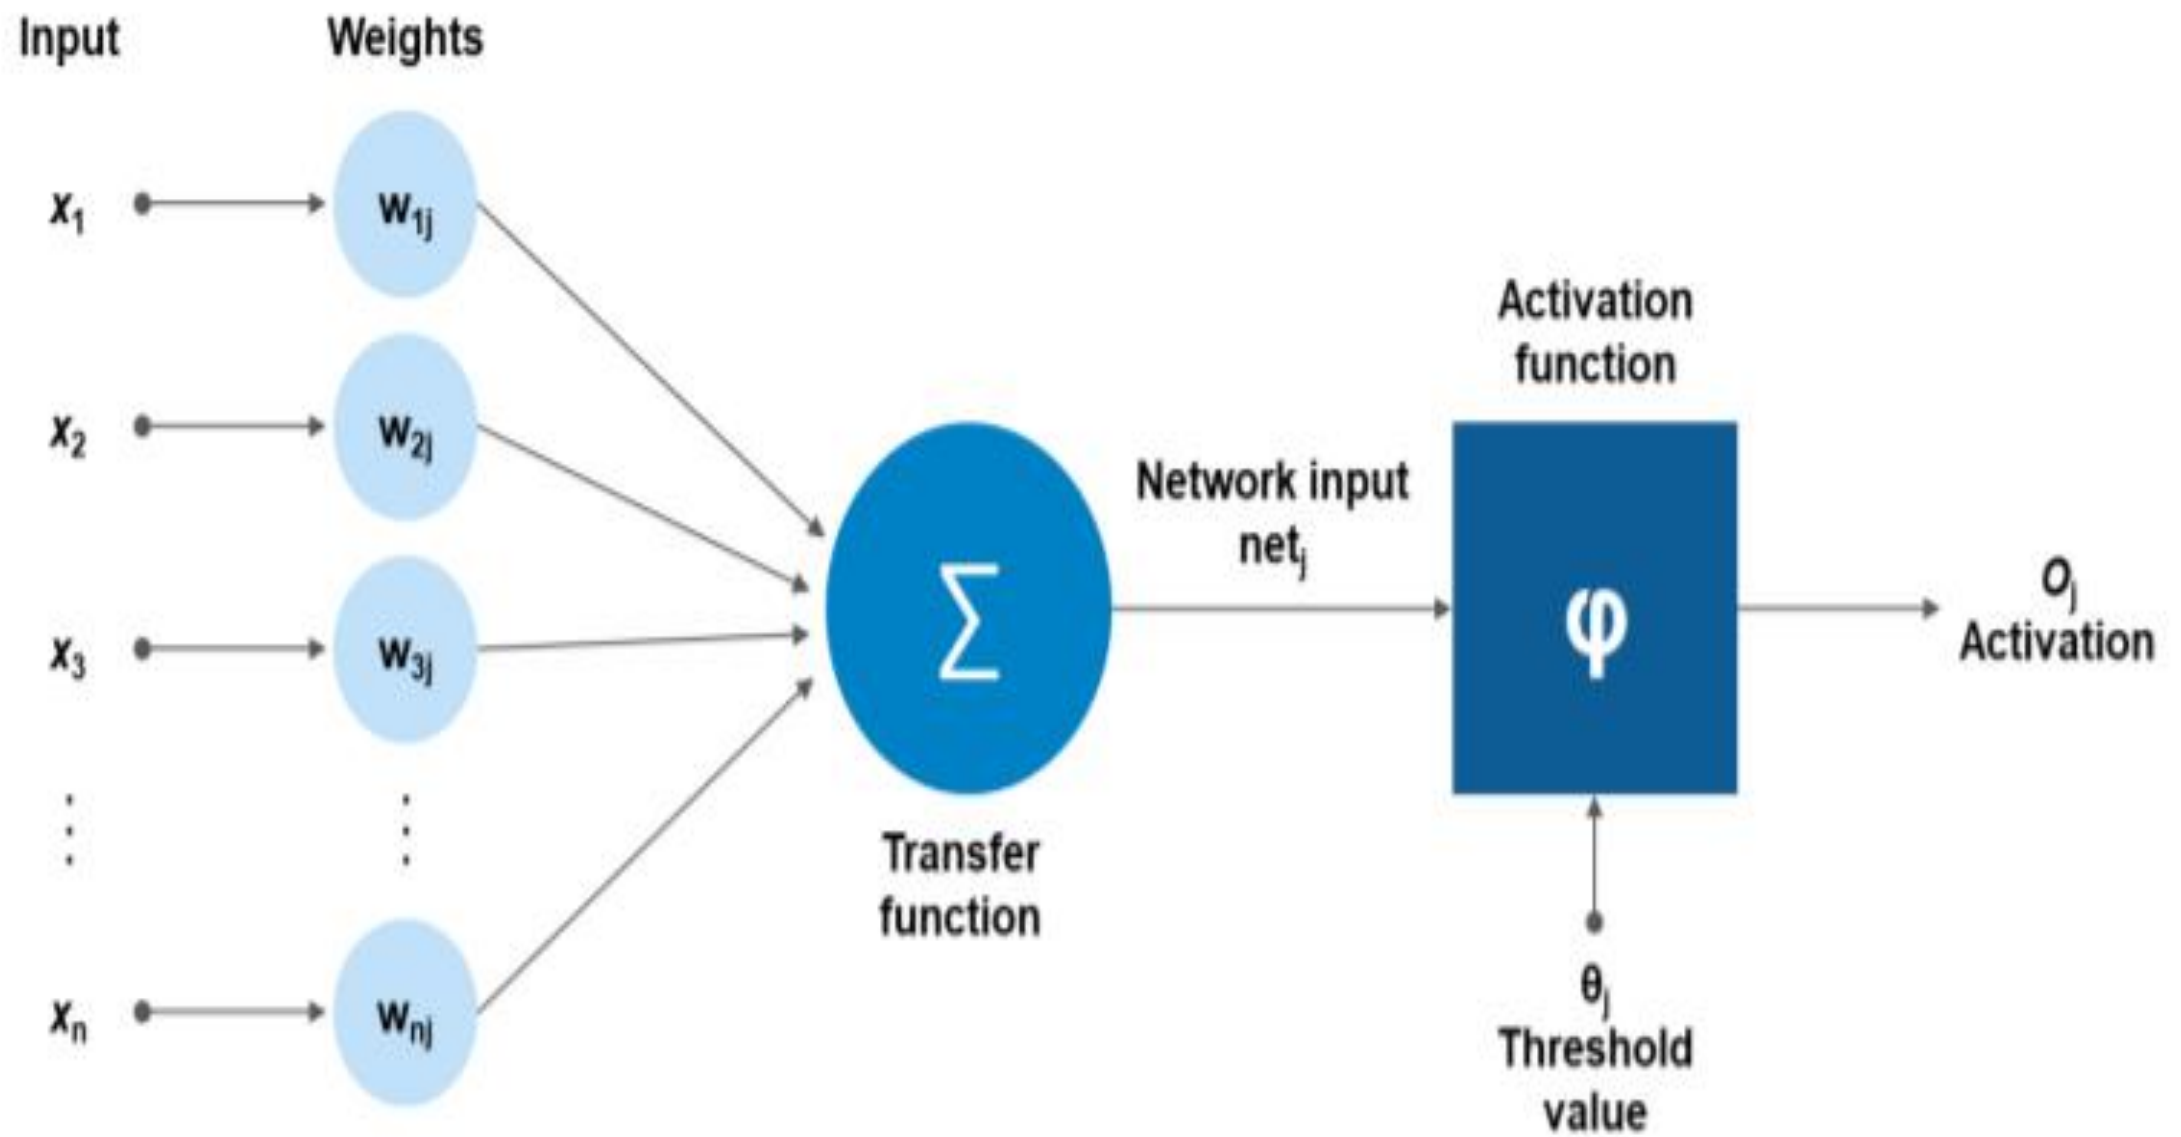 Input
Weights
x₁
w₁ⱼ
x₂
w₂ⱼ
x₃
w₃ⱼ
⋮
⋮
xₙ
wₙⱼ
Σ
Transfer
function
Network input
netⱼ
Activation
function
φ
θⱼ
Threshold
value
oⱼ
Activation